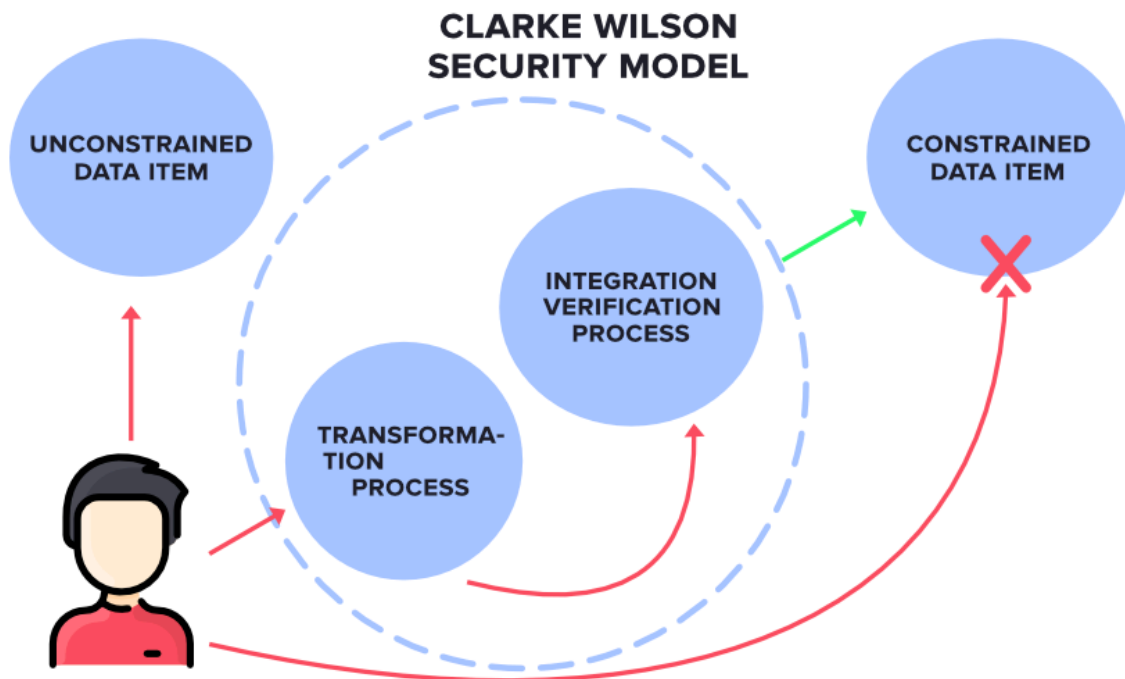 CLARKE WILSON
SECURITY MODEL
UNCONSTRAINED
DATA ITEM
CONSTRAINED
DATA ITEM
INTEGRATION
VERIFICATION
PROCESS
TRANSFORMA-
TION
PROCESS